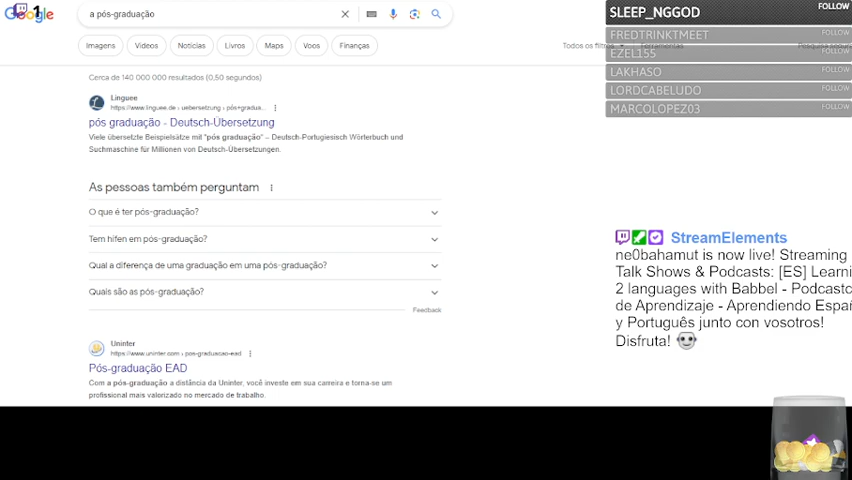 Google
a pós-graduação
Imagens
Vídeos
Notícias
Livros
Maps
Voos
Finanças
Todos os filtros
Ferramentas
Cerca de 140 000 000 resultados (0,50 segundos)
Linguee
https://www.linguee.de › uebersetzung › pós+gradua...
pós graduação - Deutsch-Übersetzung
Viele übersetzte Beispielsätze mit "pós graduação" – Deutsch-Portugiesisch Wörterbuch und
Suchmaschine für Millionen von Deutsch-Übersetzungen.
As pessoas também perguntam
O que é ter pós-graduação?
Tem hífen em pós-graduação?
Qual a diferença de uma graduação em uma pós-graduação?
Quais são as pós-graduação?
Feedback
Uninter
https://www.uninter.com › pos-graduacao-ead
Pós-graduação EAD
Com a pós-graduação a distância da Uninter, você investe em sua carreira e torna-se um
profissional mais valorizado no mercado de trabalho.
SLEEP_NGGOD FOLLOW
FREDTRINKTMEET FOLLOW
EZEL155 FOLLOW
LAKHASO FOLLOW
LORDCABELUDO FOLLOW
MARCOLOPEZ03 FOLLOW
StreamElements
ne0bahamut is now live! Streaming
Talk Shows & Podcasts: [ES] Learni
2 languages with Babbel - Podcastc
de Aprendizaje - Aprendiendo Españ
y Português junto con vosotros!
Disfruta!